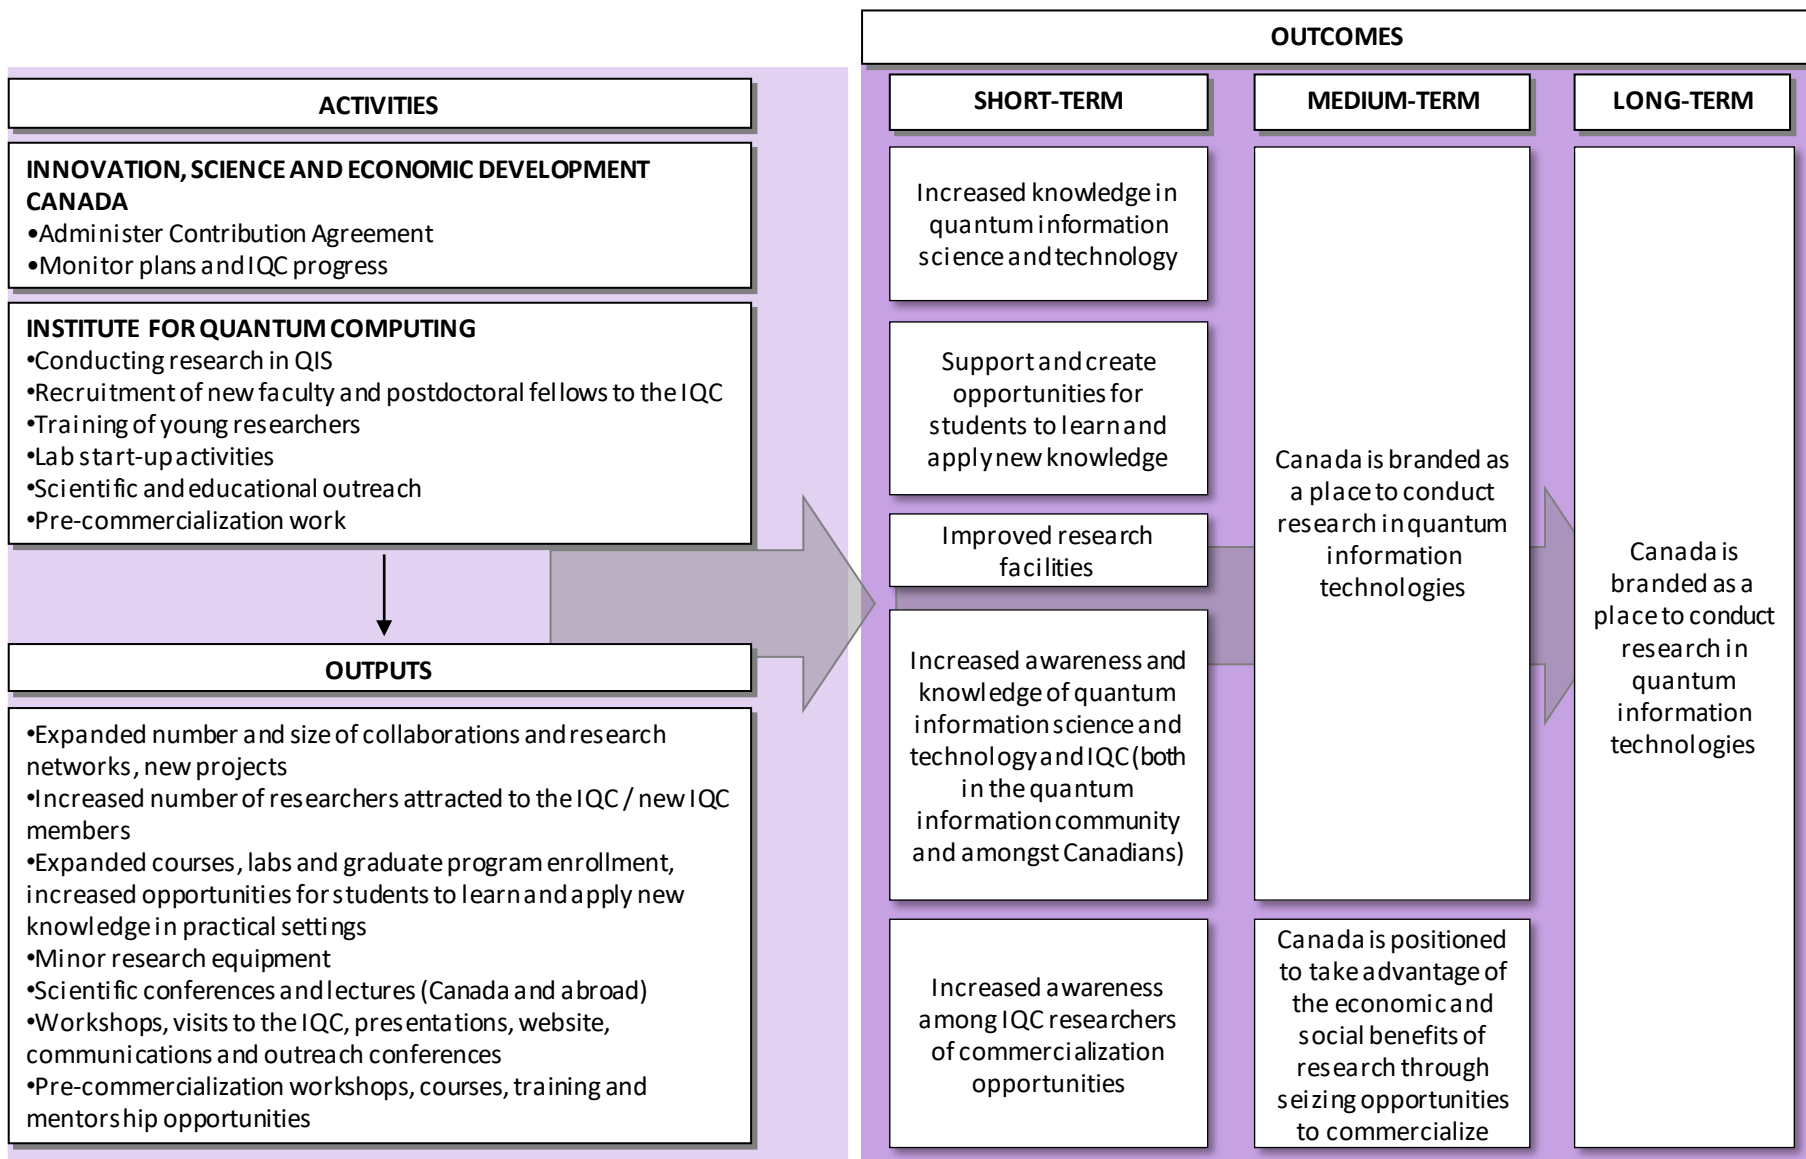 ACTIVITIES
INNOVATION, SCIENCE AND ECONOMIC DEVELOPMENT
CANADA
•Administer Contribution Agreement
•Monitor plans and IQC progress
INSTITUTE FOR QUANTUM COMPUTING
•Conducting research in QIS
•Recruitment of new faculty and postdoctoral fellows to the IQC
•Training of young researchers
•Lab start-up activities
•Scientific and educational outreach
•Pre-commercialization work
OUTPUTS
•Expanded number and size of collaborations and research
networks, new projects
•Increased number of researchers attracted to the IQC / new IQC
members
•Expanded courses, labs and graduate program enrollment,
increased opportunities for students to learn and apply new
knowledge in practical settings
•Minor research equipment
•Scientific conferences and lectures (Canada and abroad)
•Workshops, visits to the IQC, presentations, website,
communications and outreach conferences
•Pre-commercialization workshops, courses, training and
mentorship opportunities
OUTCOMES
SHORT-TERM
Increased knowledge in
quantum information
science and technology
Support and create
opportunities for
students to learn and
apply new knowledge
Improved research
facilities
Increased awareness and
knowledge of quantum
information science and
technology and IQC (both
in the quantum
information community
and amongst Canadians)
Increased awareness
among IQC researchers
of commercialization
opportunities
MEDIUM-TERM
Canada is branded as
a place to conduct
research in quantum
information
technologies
Canada is positioned
to take advantage of
the economic and
social benefits of
research through
seizing opportunities
to commercialize
LONG-TERM
Canada is
branded as a
place to conduct
research in
quantum
information
technologies